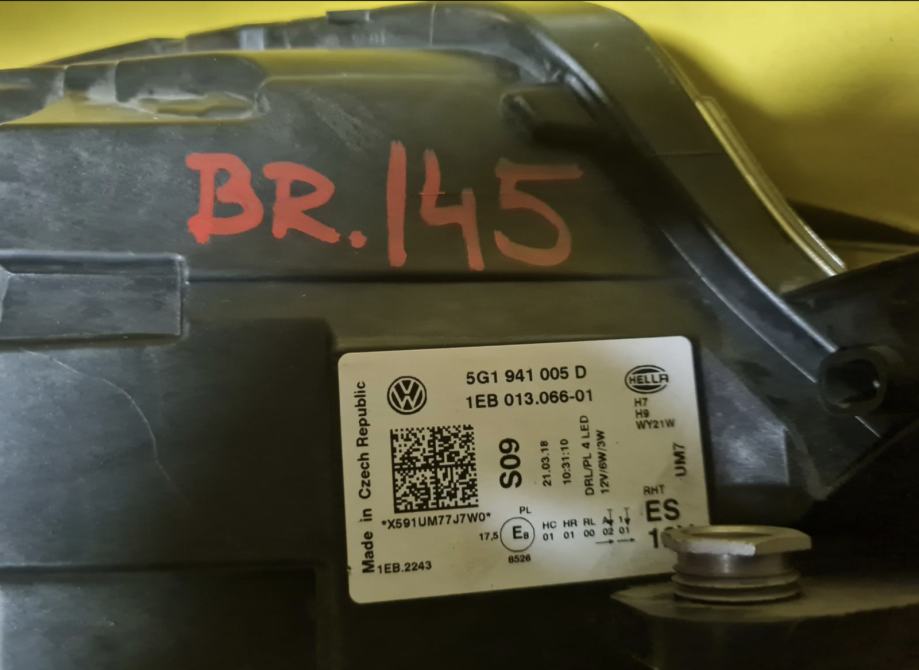 BR.145
5G1 941 005 D
1EB 013.066-01
HELLA
H7
H9
WY21W
Made in Czech Republic
S09
21.03.18
10:31:10
DRL/PL 4 LED
12V/6W/3W
UM7
*X591UM77J7W0*
RHT
ES
PL
17,5 E8
HC HR RL
01 01 00 02 01
8526
1EB.2243